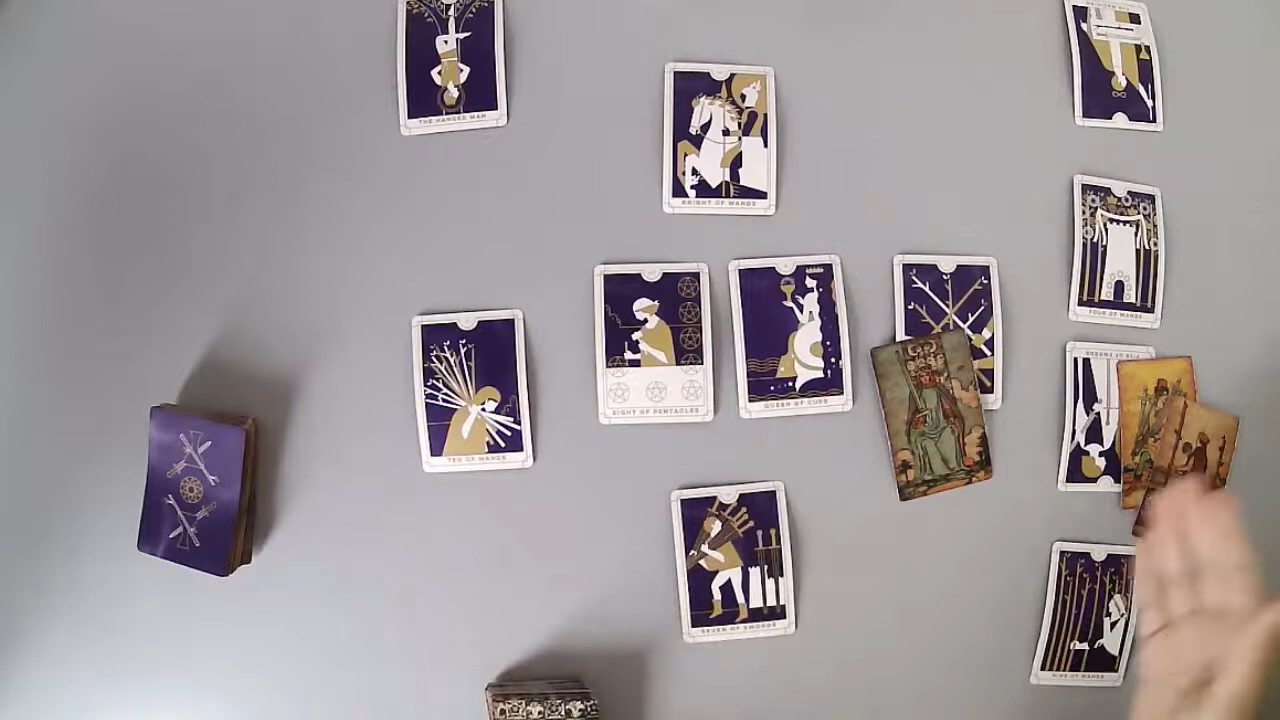 THE HANGED MAN
KNIGHT OF WANDS
FOUR OF WANDS
EIGHT OF PENTACLES
QUEEN OF CUPS
TEN OF WANDS
SEVEN OF SWORDS
NINE OF WANDS